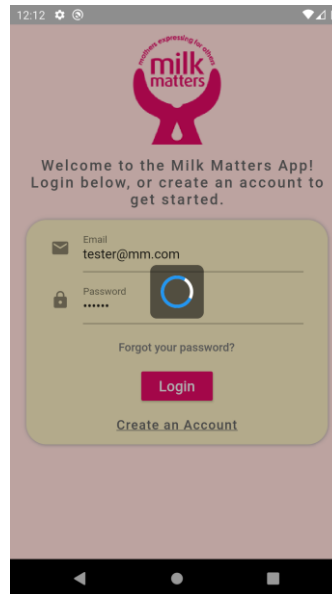 12:12
mothers expressing for others
milk
matters
Welcome to the Milk Matters App!
Login below, or create an account to
get started.
Email
tester@mm.com
Password
••••••
Forgot your password?
Login
Create an Account